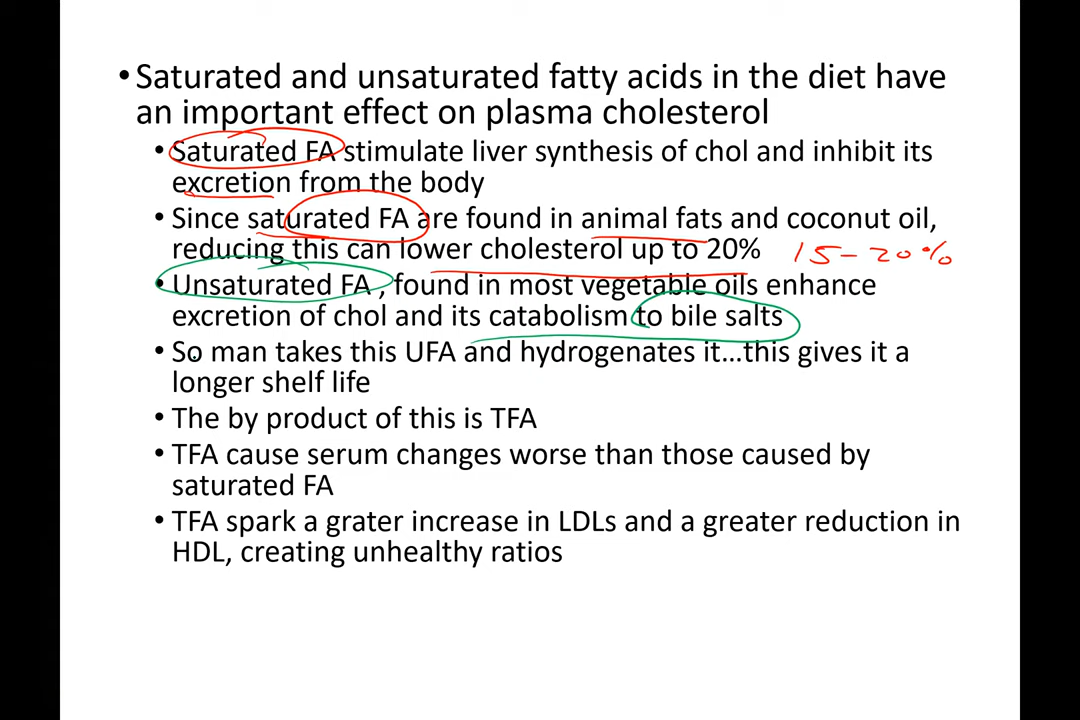 • Saturated and unsaturated fatty acids in the diet have
an important effect on plasma cholesterol
• Saturated FA stimulate liver synthesis of chol and inhibit its
excretion from the body
• Since saturated FA are found in animal fats and coconut oil,
reducing this can lower cholesterol up to 20% 15-20%
• Unsaturated FA , found in most vegetable oils enhance
excretion of chol and its catabolism to bile salts
• So man takes this UFA and hydrogenates it...this gives it a
longer shelf life
• The by product of this is TFA
• TFA cause serum changes worse than those caused by
saturated FA
• TFA spark a grater increase in LDLs and a greater reduction in
HDL, creating unhealthy ratios